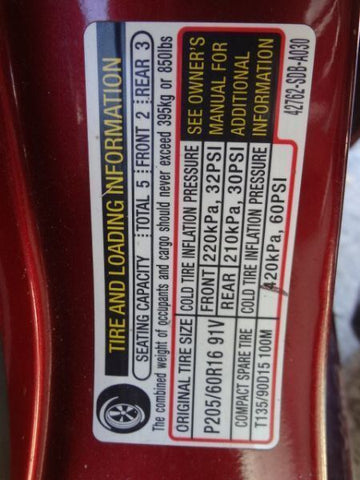 TIRE AND LOADING INFORMATION
SEATING CAPACITY TOTAL 5 FRONT 2 REAR 3
The combined weight of occupants and cargo should never exceed 395kg or 850lbs
ORIGINAL TIRE SIZE COLD TIRE INFLATION PRESSURE
P205/60R16 91V FRONT 220kPa, 32PSI
REAR 210kPa, 30PSI
COMPACT SPARE TIRE COLD TIRE INFLATION PRESSURE
T135/90D15 100M 420kPa, 60PSI
SEE OWNER'S
MANUAL FOR
ADDITIONAL
INFORMATION
42762-SDB-A030